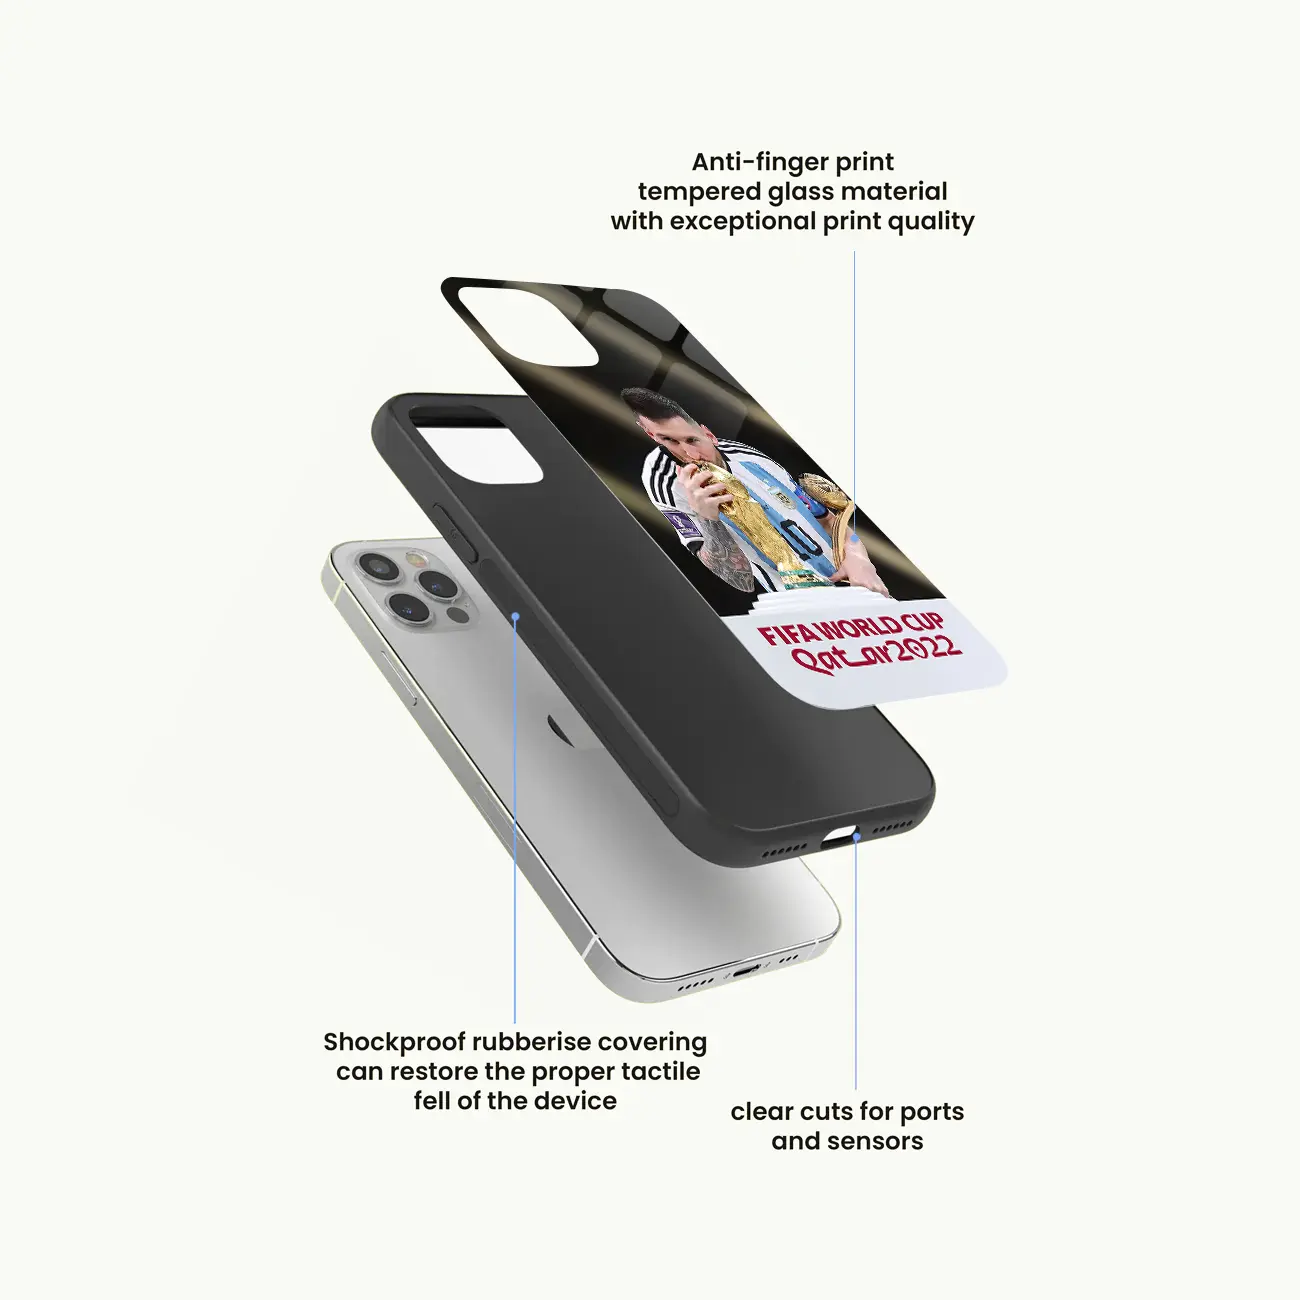 Anti-finger print
tempered glass material
with exceptional print quality
10
FIFA WORLD CUP
Qatar2022
Shockproof rubberise covering
can restore the proper tactile
fell of the device
clear cuts for ports
and sensors